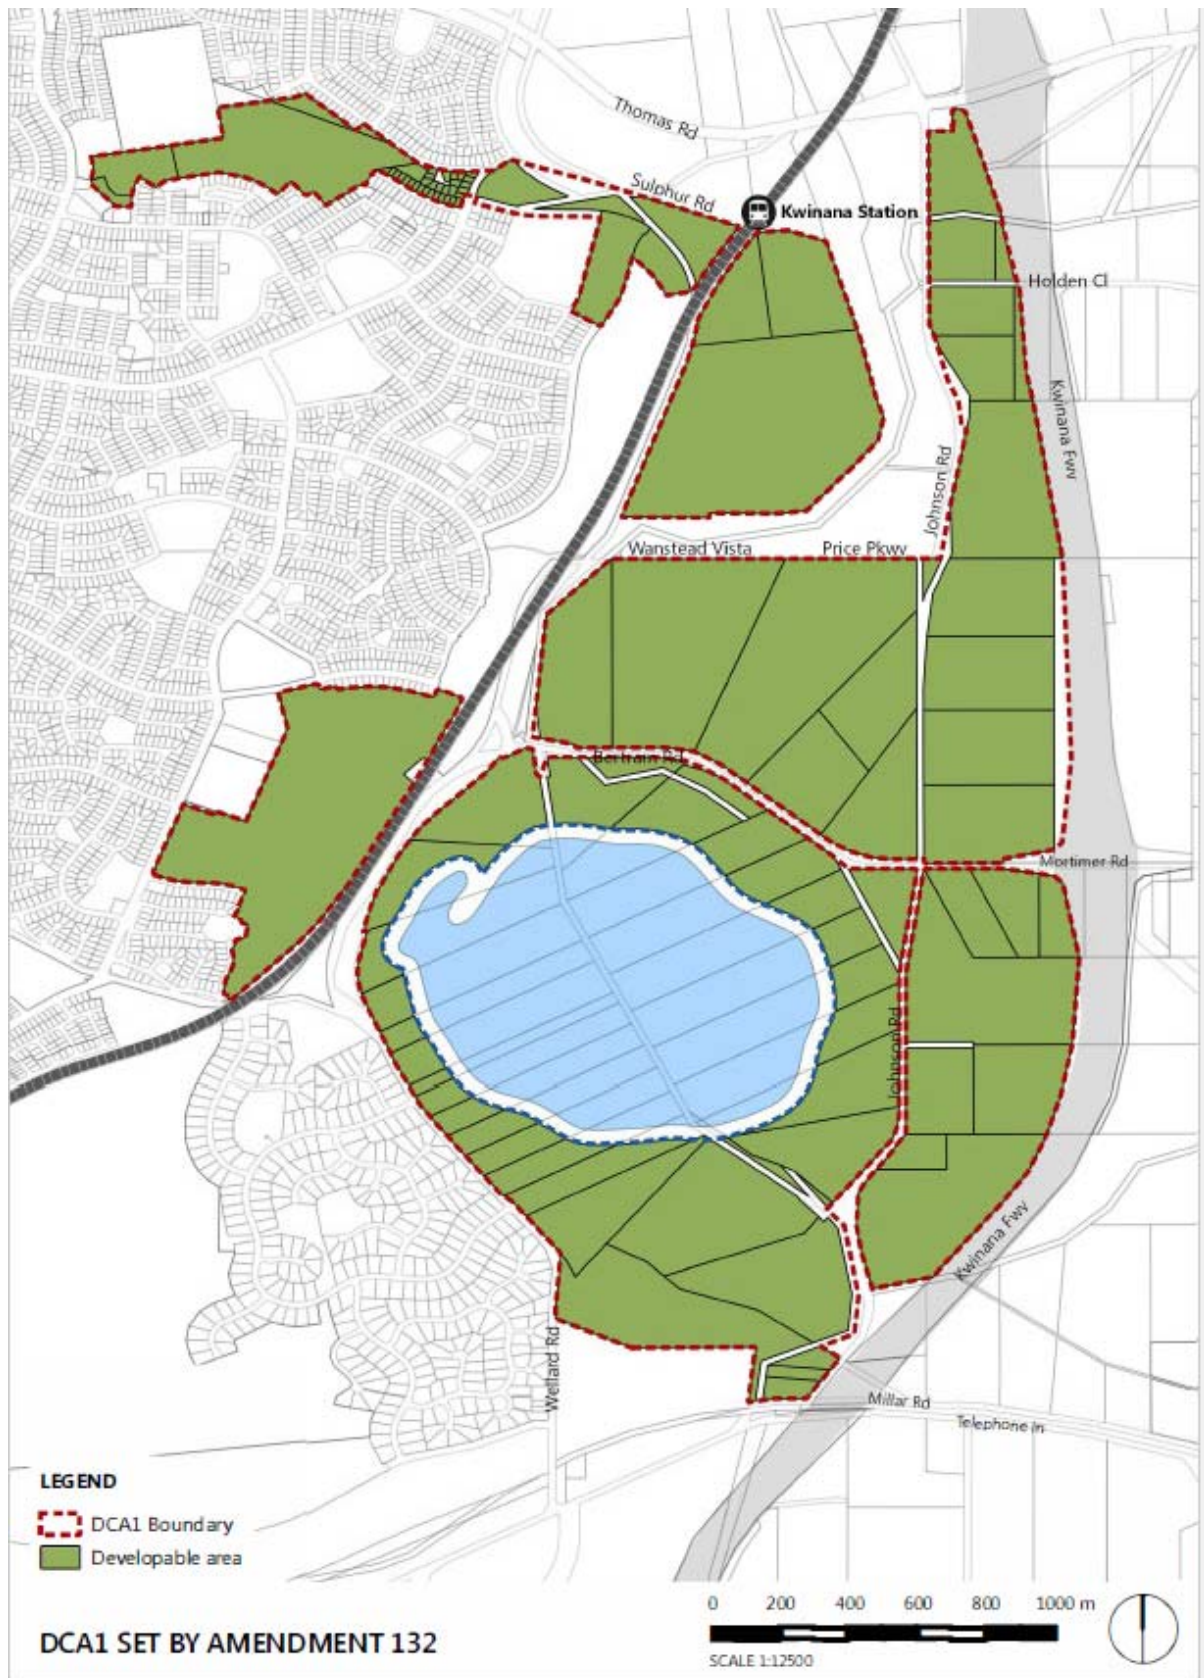 Thomas Rd
Sulphur Rd
Kwinana Station
Holden Cl
Kwinana Fwy
Johnson Rd
Wanstead Vista
Price Pkwy
Bertram Rd
Mortimer Rd
Johnson Rd
Kwinana Fwy
Wellard Rd
Millar Rd
Telephone ln
LEGEND
DCA1 Boundary
Developable area
0 200 400 600 800 1000 m
SCALE 1:12500
DCA1 SET BY AMENDMENT 132